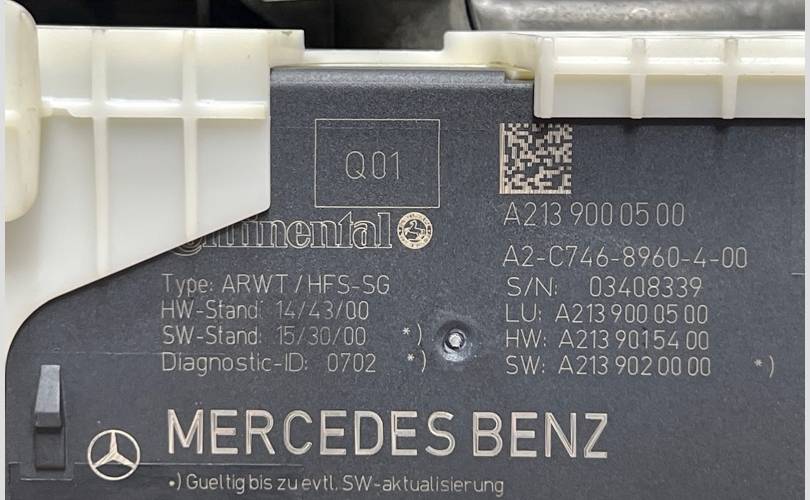 Q01
Continental
A213 900 05 00
A2-C746-8960-4-00
Type: ARWT/HFS-SG
S/N: 03408339
HW-Stand: 14/43/00
LU: A213 900 05 00
SW-Stand: 15/30/00 *)
HW: A213 901 54 00
Diagnostic-ID: 0702 *)
SW: A213 902 00 00 *)
MERCEDES BENZ
*) Gueltig bis zu evtl. SW-aktualisierung